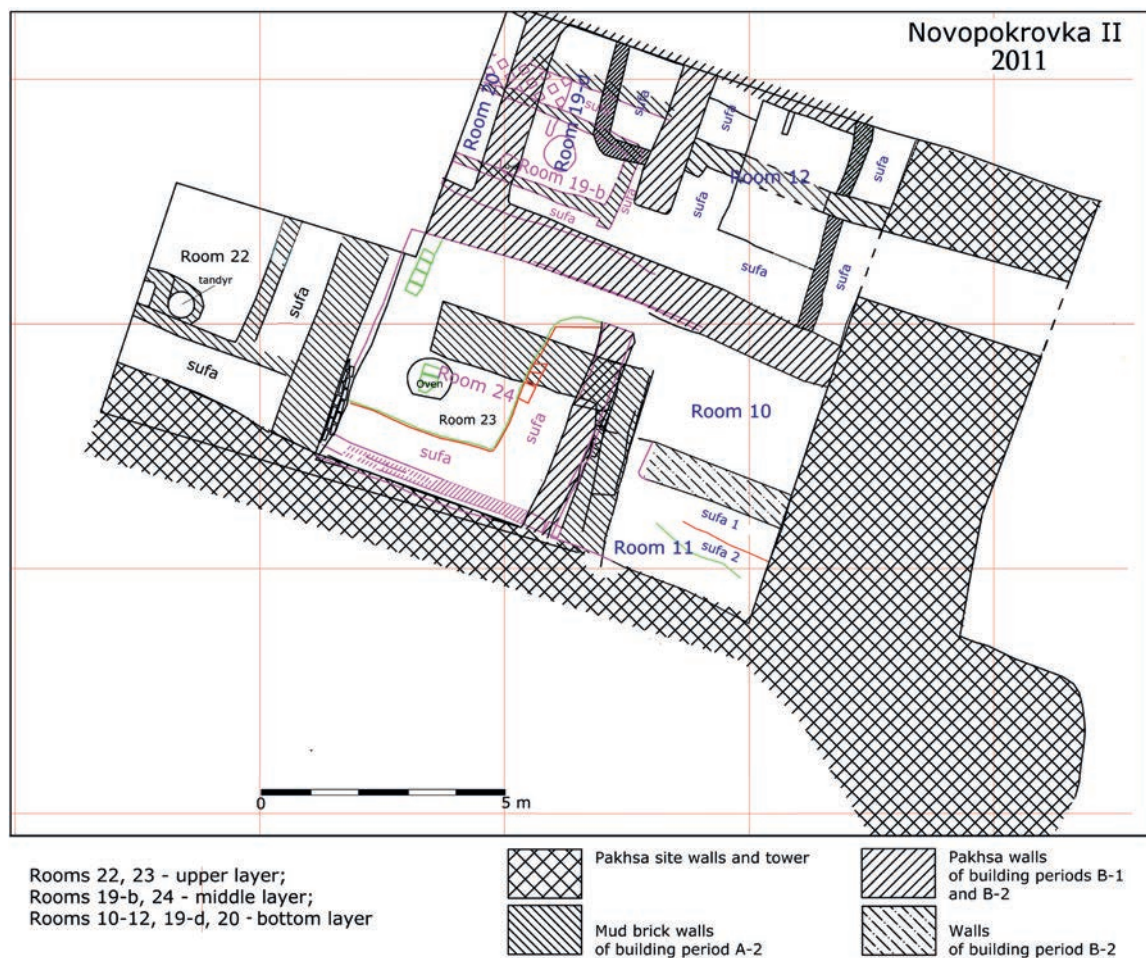 Novopokrovka II
2011
Room 20
Room 19-d
sufa
sufa
sufa
sufa
Room 12
Room 19-b
sufa
sufa
sufa
sufa
sufa
Room 22
tandyr
sufa
sufa
Oven
Room 24
Room 23
sufa
sufa
Room 10
sufa 1
sufa 2
Room 11
0
5 m
Rooms 22, 23 - upper layer;
Rooms 19-b, 24 - middle layer;
Rooms 10-12, 19-d, 20 - bottom layer
Pakhsa site walls and tower
Mud brick walls
of building period A-2
Pakhsa walls
of building periods B-1
and B-2
Walls
of building period B-2